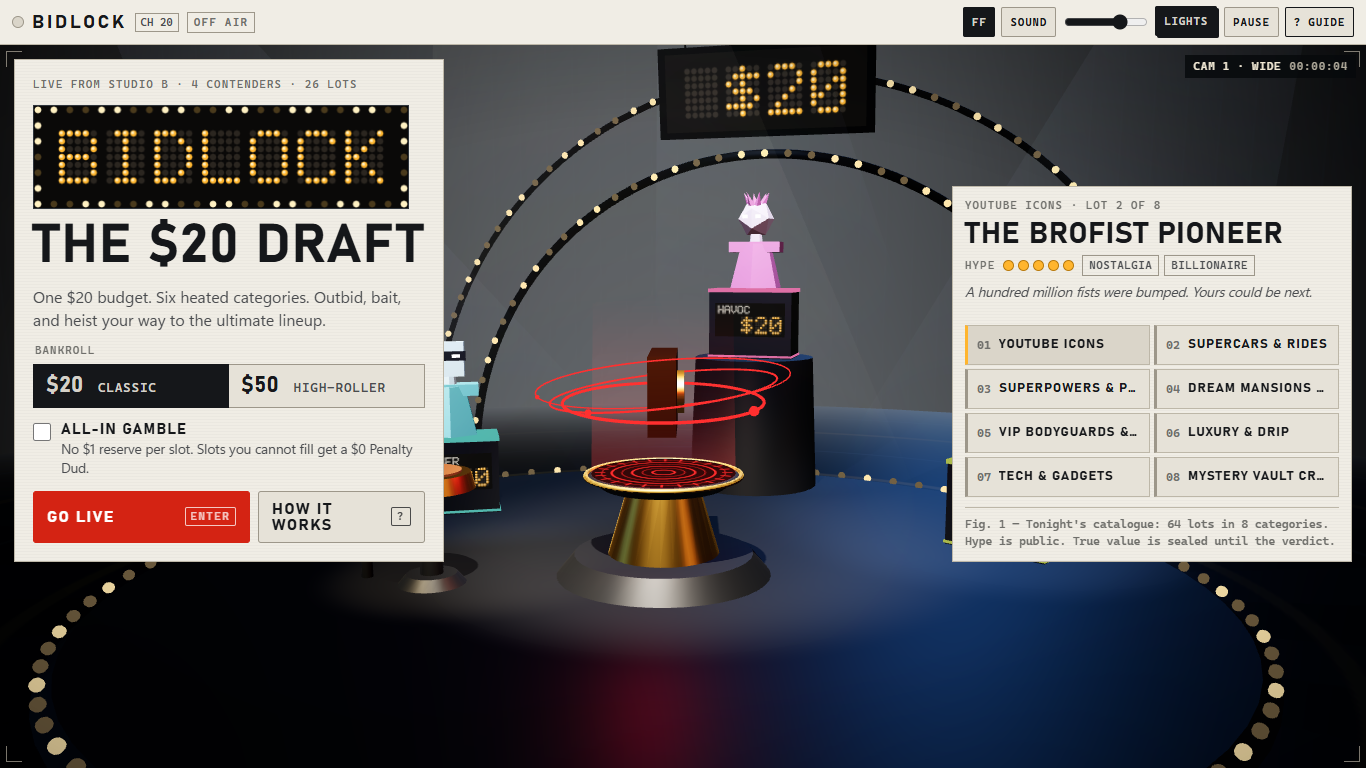 BIDLOCK CH 20 OFF AIR
FF SOUND LIGHTS PAUSE ? GUIDE
LIVE FROM STUDIO B · 4 CONTENDERS · 26 LOTS
BIDLOCK
THE $20 DRAFT
One $20 budget. Six heated categories. Outbid, bait,
and heist your way to the ultimate lineup.
BANKROLL
$20 CLASSIC
$50 HIGH-ROLLER
ALL-IN GAMBLE
No $1 reserve per slot. Slots you cannot fill get a $0 Penalty
Dud.
GO LIVE ENTER
HOW IT
WORKS
?
$20
HAVOC
$20
CAM 1 · WIDE 00:00:04
YOUTUBE ICONS · LOT 2 OF 8
THE BROFIST PIONEER
HYPE NOSTALGIA BILLIONAIRE
A hundred million fists were bumped. Yours could be next.
01 YOUTUBE ICONS
02 SUPERCARS & RIDES
03 SUPERPOWERS & P…
04 DREAM MANSIONS …
05 VIP BODYGUARDS &…
06 LUXURY & DRIP
07 TECH & GADGETS
08 MYSTERY VAULT CR…
Fig. 1 — Tonight's catalogue: 64 lots in 8 categories.
Hype is public. True value is sealed until the verdict.